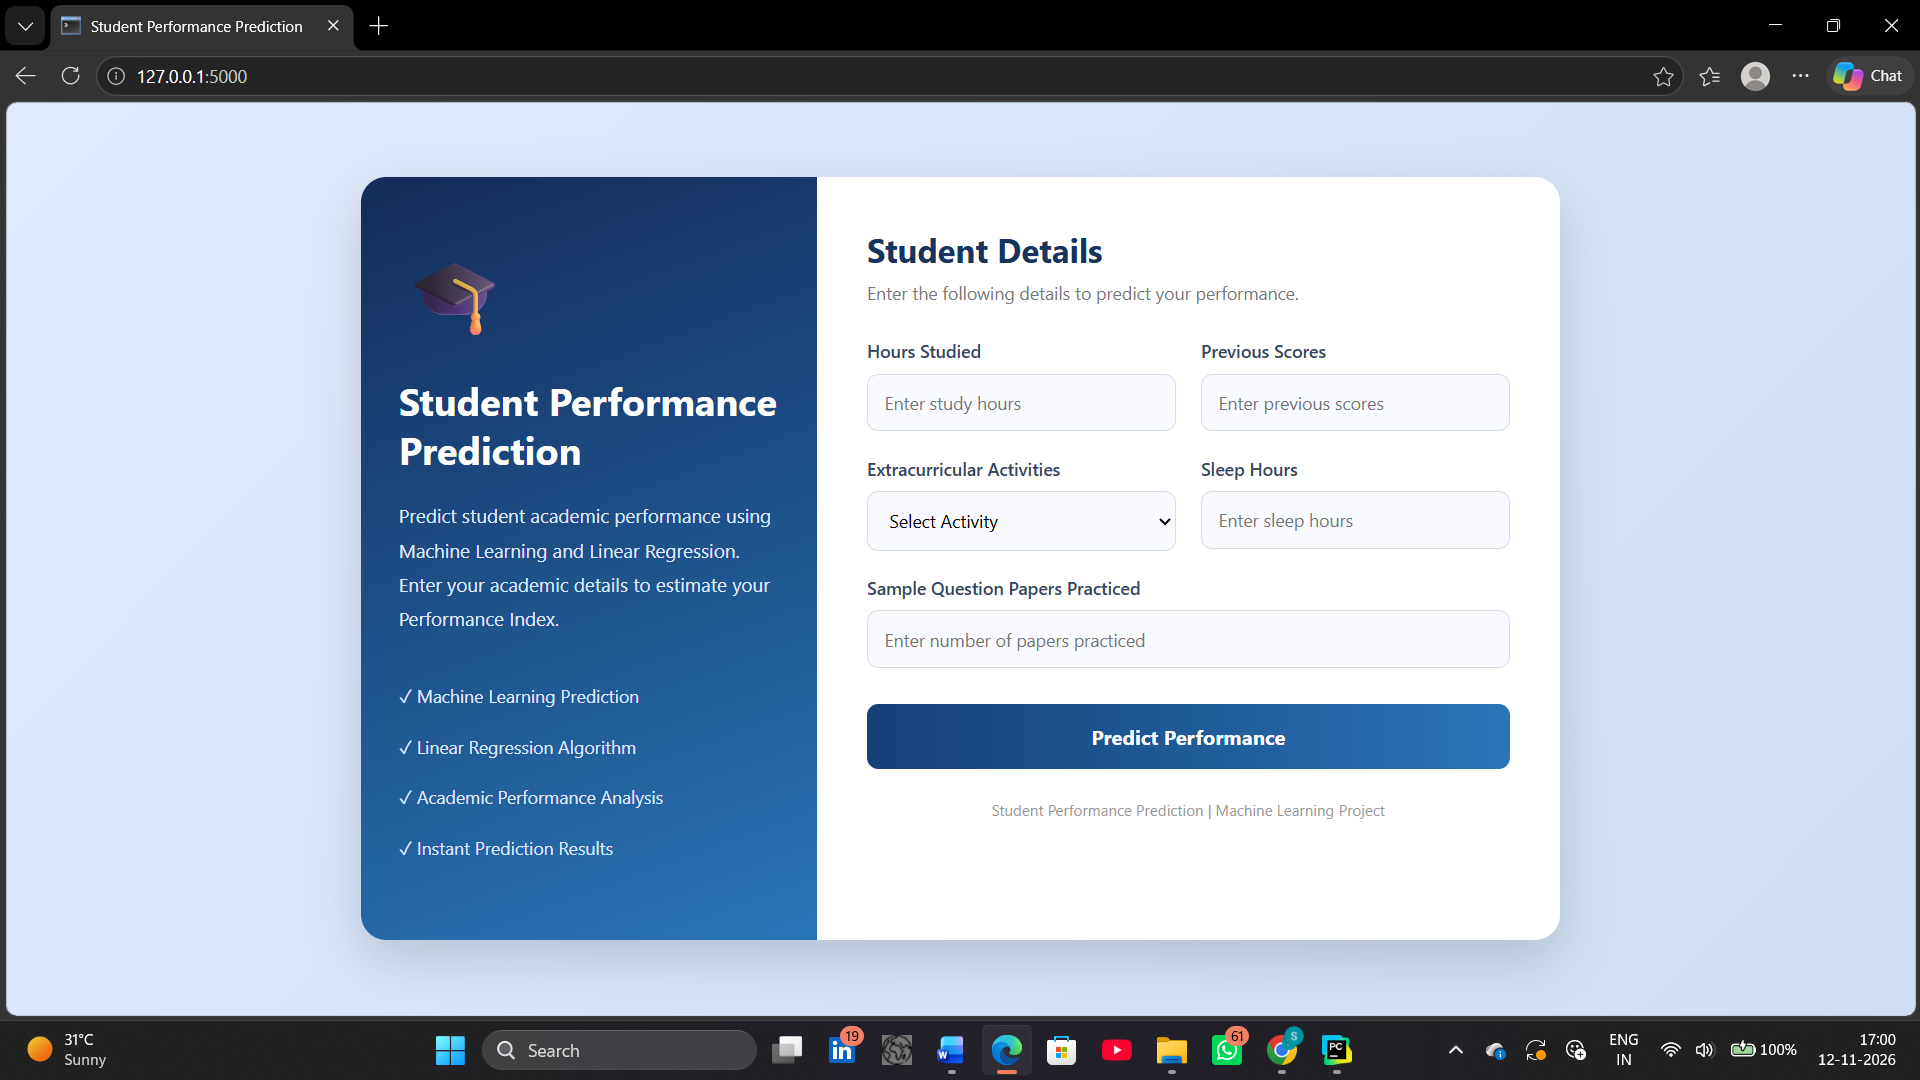 Student Performance Prediction
127.0.0.1:5000
Chat
Student Performance
Prediction
Predict student academic performance using
Machine Learning and Linear Regression.
Enter your academic details to estimate your
Performance Index.
✓ Machine Learning Prediction
✓ Linear Regression Algorithm
✓ Academic Performance Analysis
✓ Instant Prediction Results
Student Details
Enter the following details to predict your performance.
Hours Studied
Previous Scores
Enter study hours
Enter previous scores
Extracurricular Activities
Sleep Hours
Select Activity
Enter sleep hours
Sample Question Papers Practiced
Enter number of papers practiced
Predict Performance
Student Performance Prediction | Machine Learning Project
31°C
Sunny
Search
19
in
W
61
S
PC
ENG
IN
100%
17:00
12-11-2026